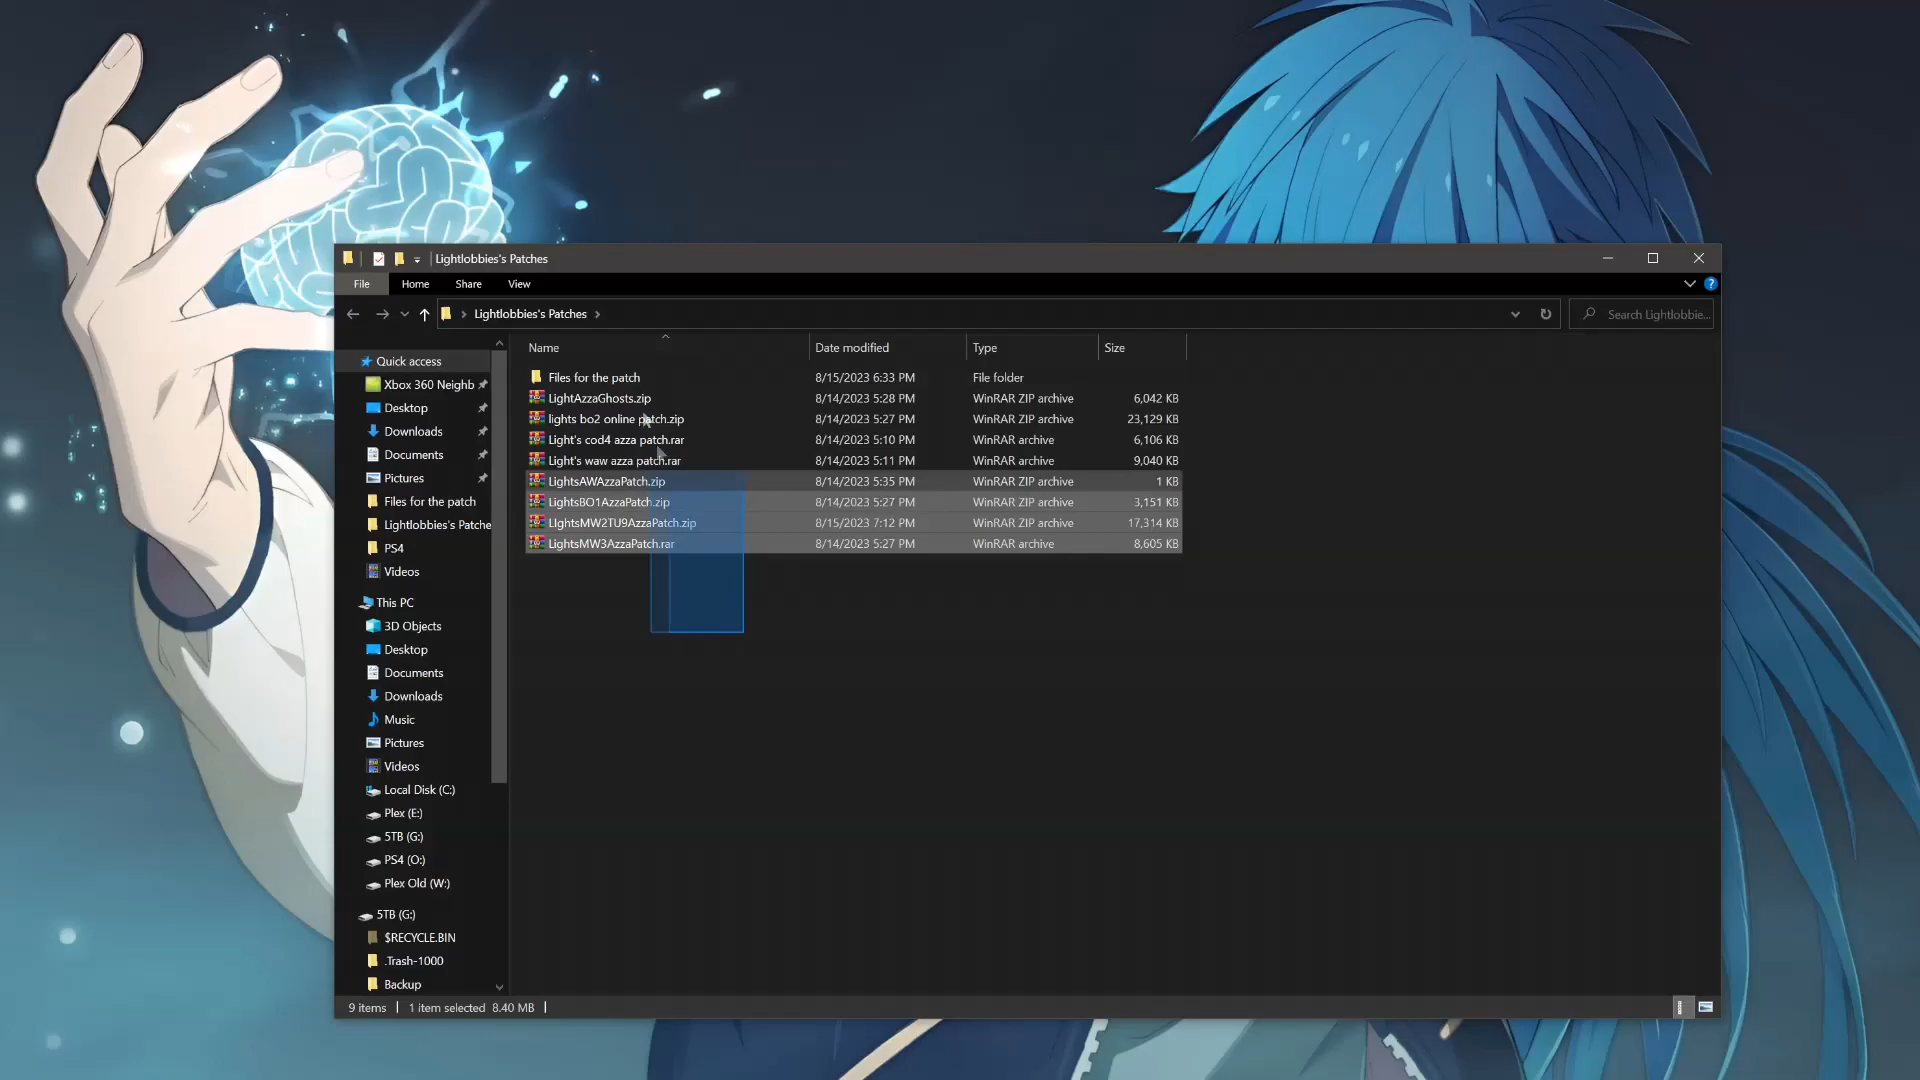 Lightlobbies's Patches
File Home Share View
Lightlobbies's Patches
Search Lightlobbie...
Name Date modified Type Size
Files for the patch 8/15/2023 6:33 PM File folder
LightAzzaGhosts.zip 8/14/2023 5:28 PM WinRAR ZIP archive 6,042 KB
lights bo2 online patch.zip 8/14/2023 5:27 PM WinRAR ZIP archive 23,129 KB
Light's cod4 azza patch.rar 8/14/2023 5:10 PM WinRAR archive 6,106 KB
Light's waw azza patch.rar 8/14/2023 5:11 PM WinRAR archive 9,040 KB
LightsAWAzzaPatch.zip 8/14/2023 5:35 PM WinRAR ZIP archive 1 KB
LightsBO1AzzaPatch.zip 8/14/2023 5:27 PM WinRAR ZIP archive 3,151 KB
LIghtsMW2TU9AzzaPatch.zip 8/15/2023 7:12 PM WinRAR ZIP archive 17,314 KB
LightsMW3AzzaPatch.rar 8/14/2023 5:27 PM WinRAR archive 8,605 KB
Quick access
Xbox 360 Neighb
Desktop
Downloads
Documents
Pictures
Files for the patch
Lightlobbies's Patche
PS4
Videos
This PC
3D Objects
Desktop
Documents
Downloads
Music
Pictures
Videos
Local Disk (C:)
Plex (E:)
5TB (G:)
PS4 (O:)
Plex Old (W:)
5TB (G:)
$RECYCLE.BIN
.Trash-1000
Backup
9 items 1 item selected 8.40 MB